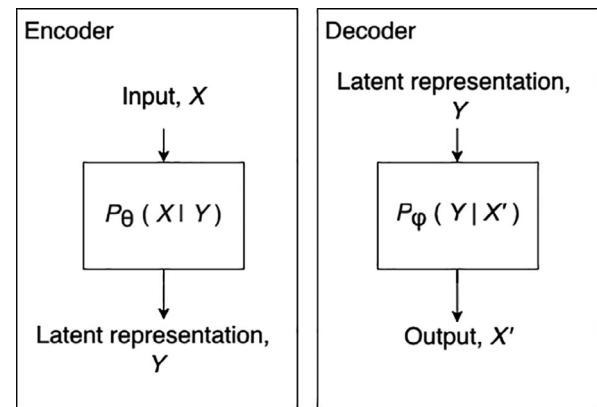 Encoder
Input, X
Pθ ( X | Y )
Latent representation,
Y
Decoder
Latent representation,
Y
Pφ ( Y | X′ )
Output, X′